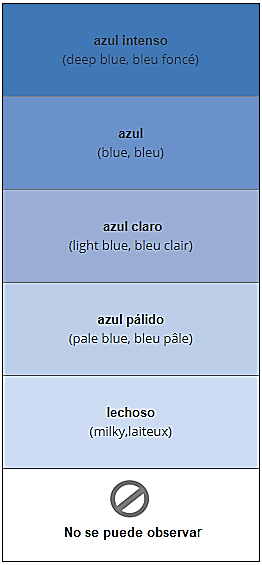 azul intenso
(deep blue, bleu foncé)
azul
(blue, bleu)
azul claro
(light blue, bleu clair)
azul pálido
(pale blue, bleu pâle)
lechoso
(milky,laiteux)
No se puede observar